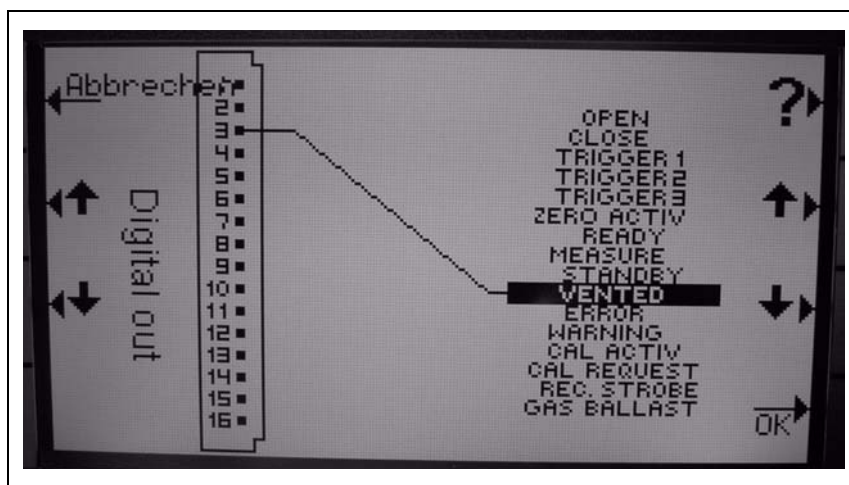 Abbrechen
Digital out
1
2
3
4
5
6
7
8
9
10
11
12
13
14
15
16
OPEN
CLOSE
TRIGGER 1
TRIGGER 2
TRIGGER 3
ZERO ACTIV
READY
MEASURE
STANDBY
VENTED
ERROR
WARNING
CAL ACTIV
CAL REQUEST
REC. STROBE
GAS BALLAST
?
OK